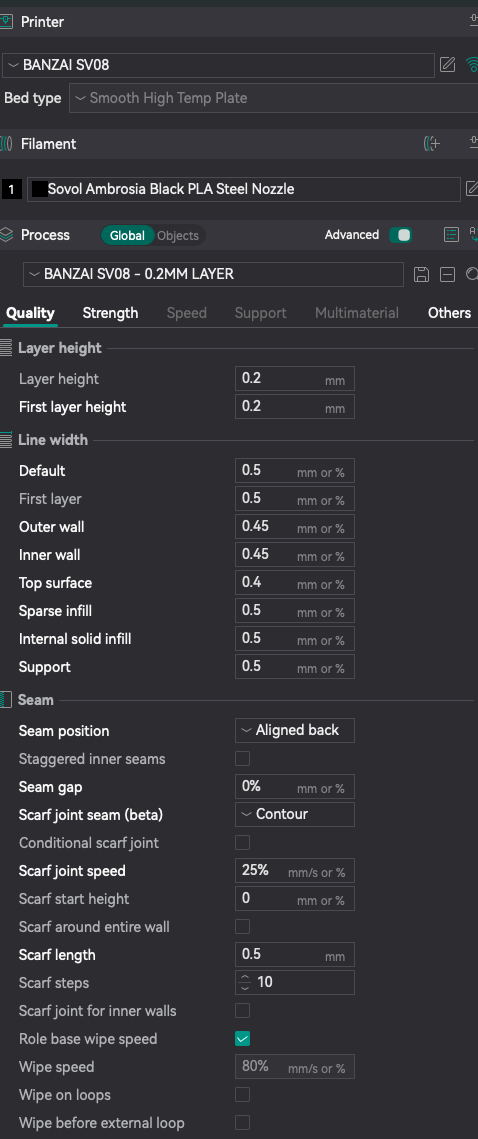 Printer
BANZAI SV08
Bed type Smooth High Temp Plate
Filament
1 Sovol Ambrosia Black PLA Steel Nozzle
Process Global Objects Advanced
BANZAI SV08 - 0.2MM LAYER
Quality Strength Speed Support Multimaterial Others
Layer height
Layer height 0.2 mm
First layer height 0.2 mm
Line width
Default 0.5 mm or %
First layer 0.5 mm or %
Outer wall 0.45 mm or %
Inner wall 0.45 mm or %
Top surface 0.4 mm or %
Sparse infill 0.5 mm or %
Internal solid infill 0.5 mm or %
Support 0.5 mm or %
Seam
Seam position Aligned back
Staggered inner seams
Seam gap 0% mm or %
Scarf joint seam (beta) Contour
Conditional scarf joint
Scarf joint speed 25% mm/s or %
Scarf start height 0 mm or %
Scarf around entire wall
Scarf length 0.5 mm
Scarf steps 10
Scarf joint for inner walls
Role base wipe speed
Wipe speed 80% mm/s or %
Wipe on loops
Wipe before external loop